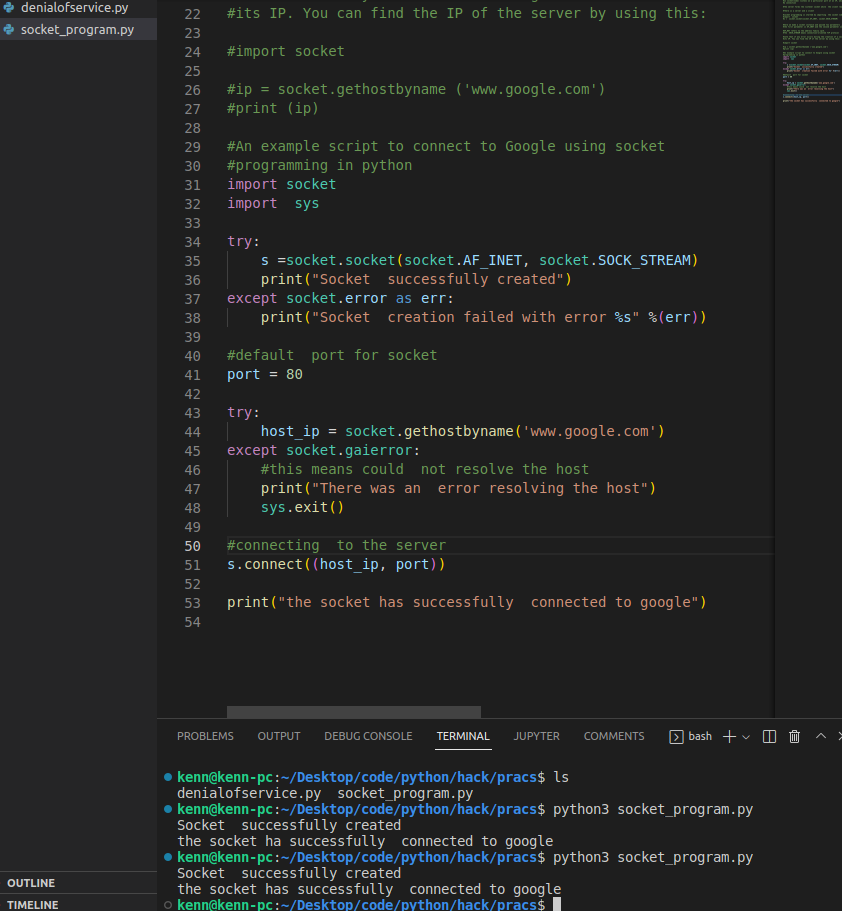 denialofservice.py
socket_program.py
22 #its IP. You can find the IP of the server by using this:
23
24 #import socket
25
26 #ip = socket.gethostbyname ('www.google.com')
27 #print (ip)
28
29 #An example script to connect to Google using socket
30 #programming in python
31 import socket
32 import  sys
33
34 try:
35     s =socket.socket(socket.AF_INET, socket.SOCK_STREAM)
36     print("Socket  successfully created")
37 except socket.error as err:
38     print("Socket  creation failed with error %s" %(err))
39
40 #default  port for socket
41 port = 80
42
43 try:
44     host_ip = socket.gethostbyname('www.google.com')
45 except socket.gaierror:
46     #this means could  not resolve the host
47     print("There was an  error resolving the host")
48     sys.exit()
49
50 #connecting  to the server
51 s.connect((host_ip, port))
52
53 print("the socket has successfully  connected to google")
54
PROBLEMS OUTPUT DEBUG CONSOLE TERMINAL JUPYTER COMMENTS bash
kenn@kenn-pc:~/Desktop/code/python/hack/pracs$ ls
denialofservice.py  socket_program.py
kenn@kenn-pc:~/Desktop/code/python/hack/pracs$ python3 socket_program.py
Socket  successfully created
the socket ha successfully  connected to google
kenn@kenn-pc:~/Desktop/code/python/hack/pracs$ python3 socket_program.py
Socket  successfully created
the socket has successfully  connected to google
kenn@kenn-pc:~/Desktop/code/python/hack/pracs$
OUTLINE
TIMELINE